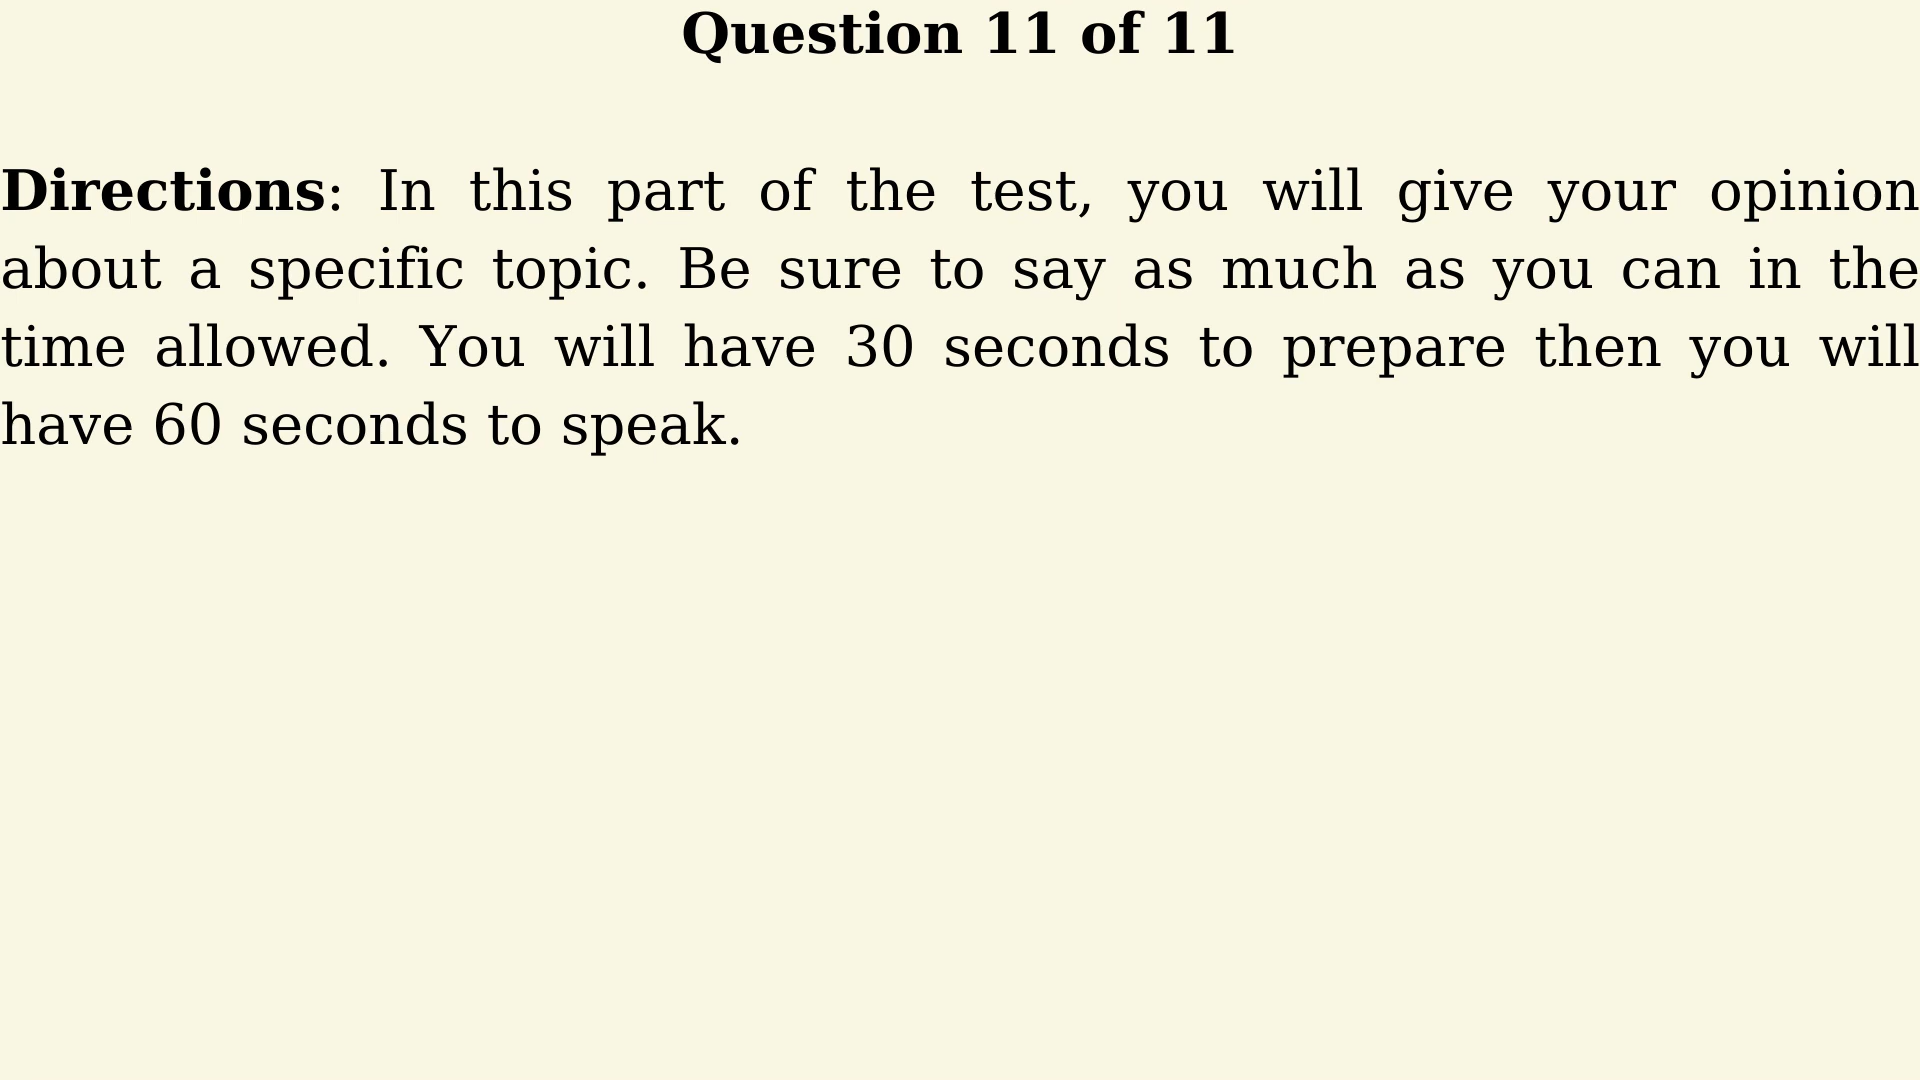 Question 11 of 11
Directions: In this part of the test, you will give your opinion
about a specific topic. Be sure to say as much as you can in the
time allowed. You will have 30 seconds to prepare then you will
have 60 seconds to speak.